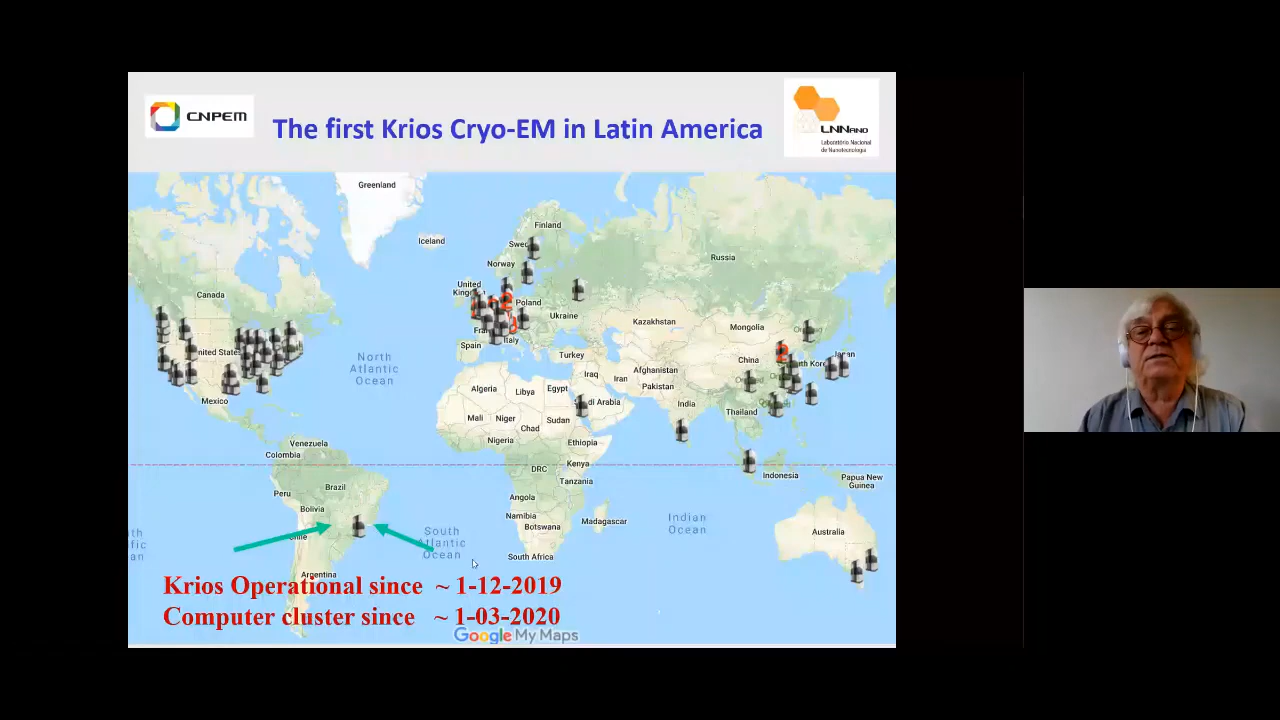 CNPEM
The first Krios Cryo-EM in Latin America
LNNano
Laboratório Nacional
de Nanotecnologia
Greenland
Finland
Iceland
Russia
Norway
United
Canada
Poland
Ukraine
Kazakhstan
Mongolia
Italy
Spain
North
Atlantic
Ocean
Turkey
China
Iraq
Iran
Afghanistan
Pakistan
Algeria
Libya
Egypt
Mexico
India
Mali
Niger
Chad
Sudan
Thailand
Nigeria
Ethiopia
Venezuela
Colombia
DRC
Kenya
Tanzania
Indonesia
Papua New
Guinea
Peru
Brazil
Angola
Bolivia
Namibia
Botswana
Madagascar
Indian
Ocean
Australia
South
Atlantic
Ocean
South Africa
Argentina
Krios Operational since ~ 1-12-2019
Computer cluster since ~ 1-03-2020
Google My Maps